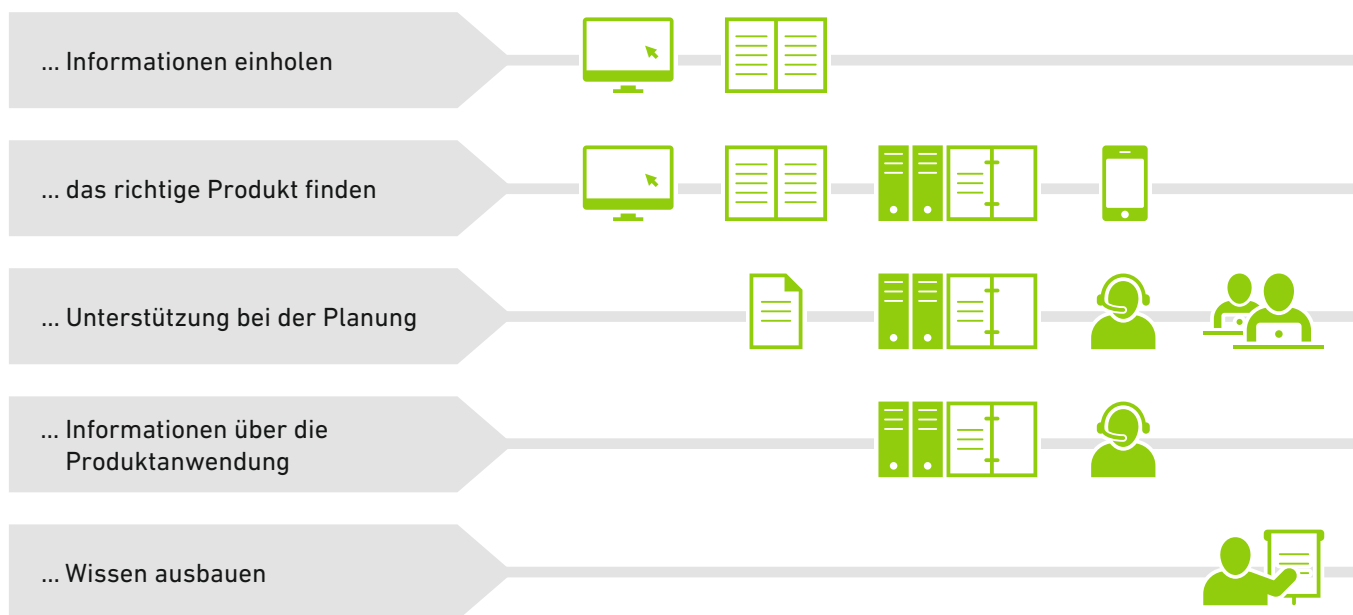 ... Informationen einholen
... das richtige Produkt finden
... Unterstützung bei der Planung
... Informationen über die
Produktanwendung
... Wissen ausbauen